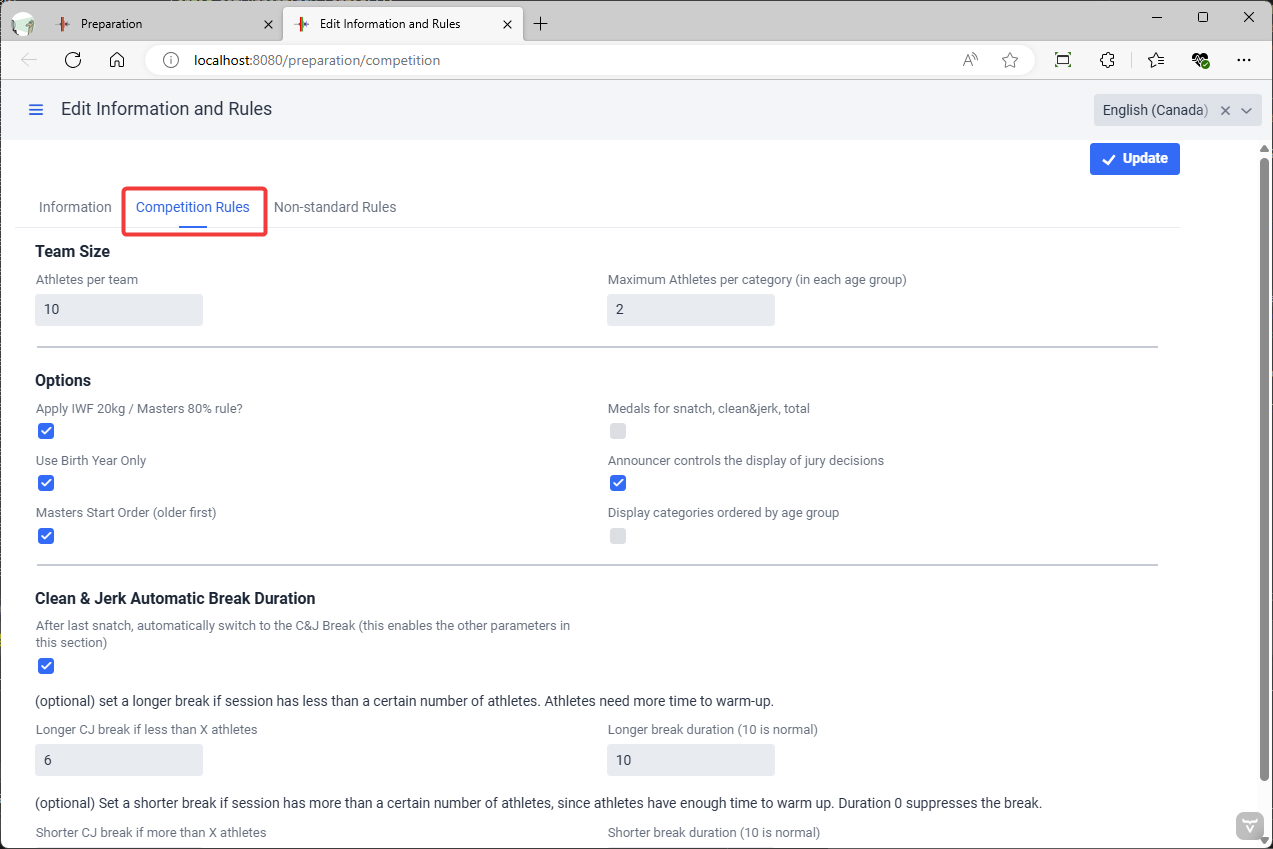 Preparation
Edit Information and Rules
localhost:8080/preparation/competition
Edit Information and Rules
English (Canada)
Update
Information
Competition Rules
Non-standard Rules
Team Size
Athletes per team
Maximum Athletes per category (in each age group)
10
2
Options
Apply IWF 20kg / Masters 80% rule?
Medals for snatch, clean&jerk, total
Use Birth Year Only
Announcer controls the display of jury decisions
Masters Start Order (older first)
Display categories ordered by age group
Clean & Jerk Automatic Break Duration
After last snatch, automatically switch to the C&J Break (this enables the other parameters in
this section)
(optional) set a longer break if session has less than a certain number of athletes. Athletes need more time to warm-up.
Longer CJ break if less than X athletes
Longer break duration (10 is normal)
6
10
(optional) Set a shorter break if session has more than a certain number of athletes, since athletes have enough time to warm up. Duration 0 suppresses the break.
Shorter CJ break if more than X athletes
Shorter break duration (10 is normal)